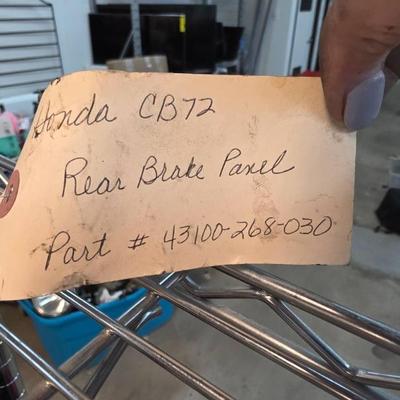 Honda CB72
Rear Brake Panel
Part # 43100-268-030